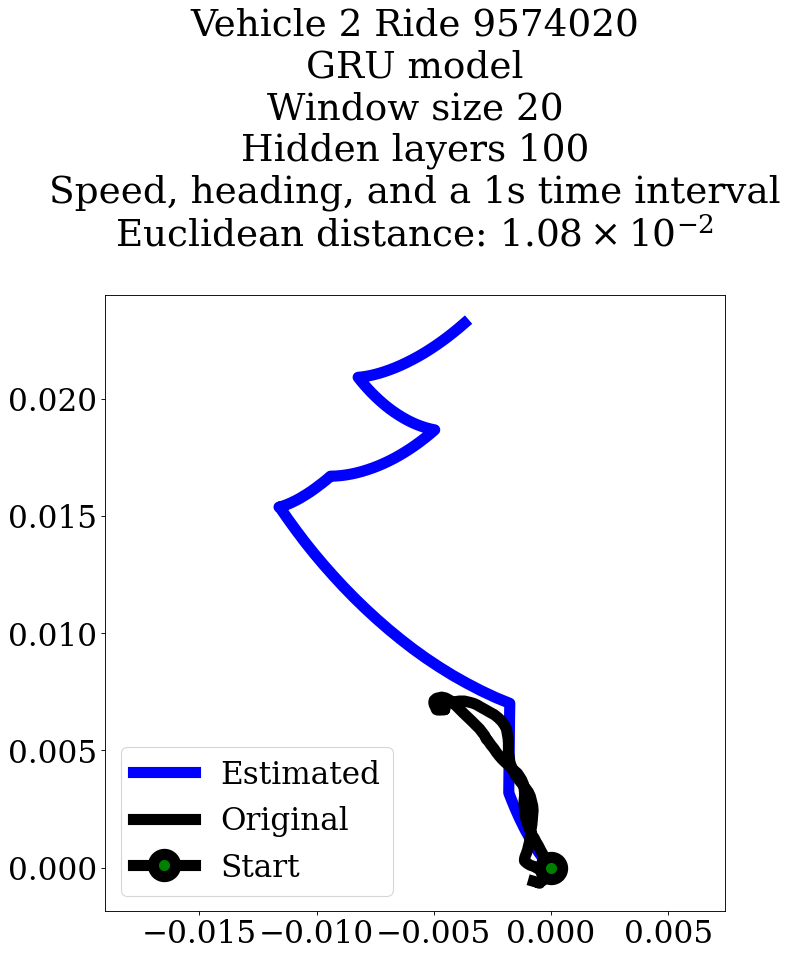 Vehicle 2 Ride 9574020
GRU model
Window size 20
Hidden layers 100
Speed, heading, and a 1s time interval
Euclidean distance: 1.08 × 10⁻²
0.020
0.015
0.010
0.005
0.000
Estimated
Original
Start
−0.015 −0.010 −0.005 0.000 0.005